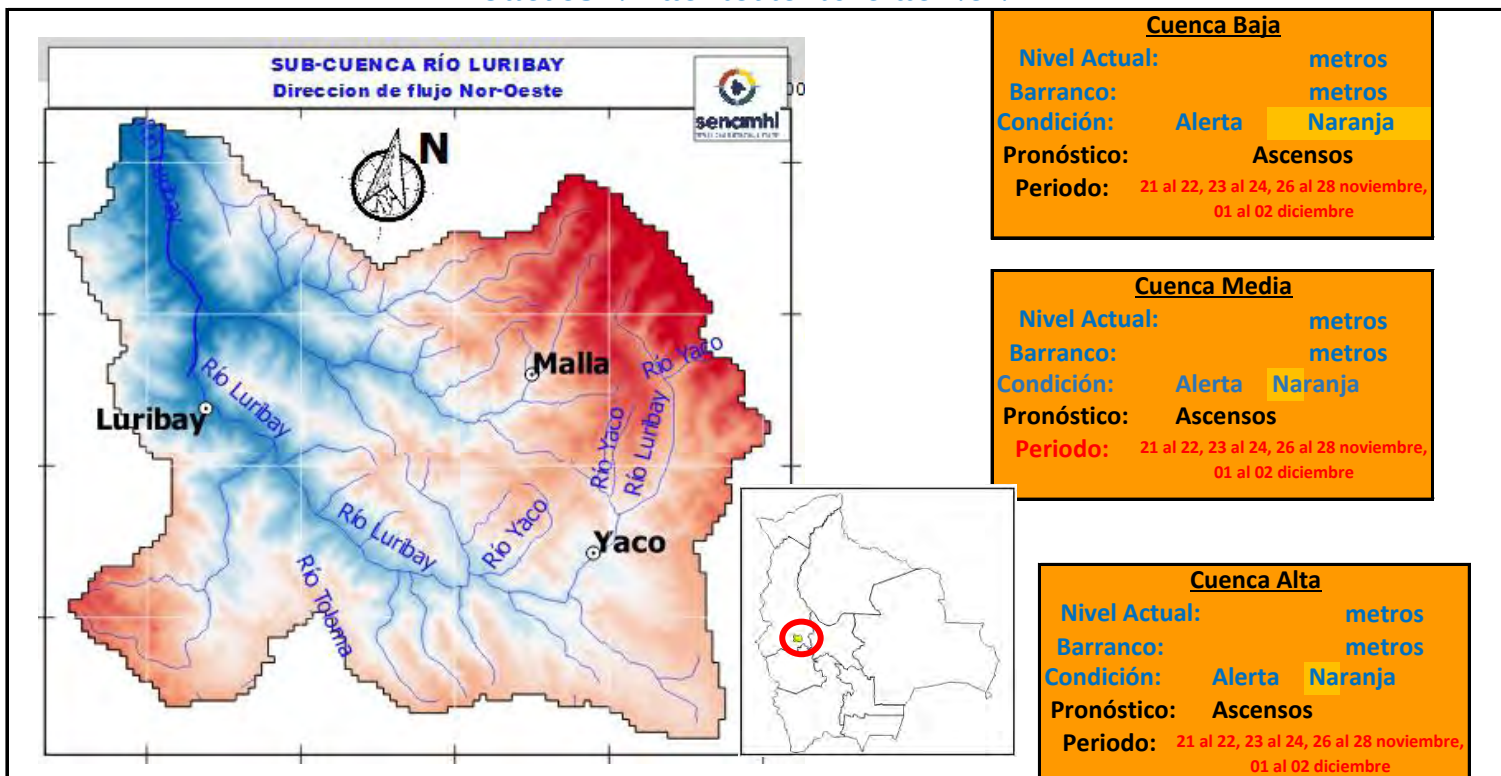 SUB-CUENCA RÍO LURIBAY
Direccion de flujo Nor-Oeste
senamhi
00
N
Río Luribay
Malla
Río Yaco
Luribay
Río Luribay
Río Yaco
Río Luribay
Río Luribay
Río Yaco
Yaco
Río Toloma
Cuenca Baja
Nivel Actual: metros
Barranco: metros
Condición: Alerta Naranja
Pronóstico: Ascensos
Periodo: 21 al 22, 23 al 24, 26 al 28 noviembre,
01 al 02 diciembre
Cuenca Media
Nivel Actual: metros
Barranco: metros
Condición: Alerta Naranja
Pronóstico: Ascensos
Periodo: 21 al 22, 23 al 24, 26 al 28 noviembre,
01 al 02 diciembre
Cuenca Alta
Nivel Actual: metros
Barranco: metros
Condición: Alerta Naranja
Pronóstico: Ascensos
Periodo: 21 al 22, 23 al 24, 26 al 28 noviembre,
01 al 02 diciembre